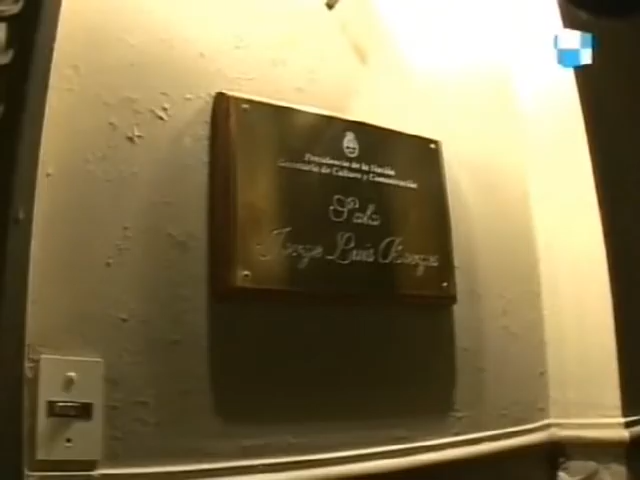 Presidencia de la Nación
Secretaría de Cultura y Comunicación
Sala
Jorge Luis Borges